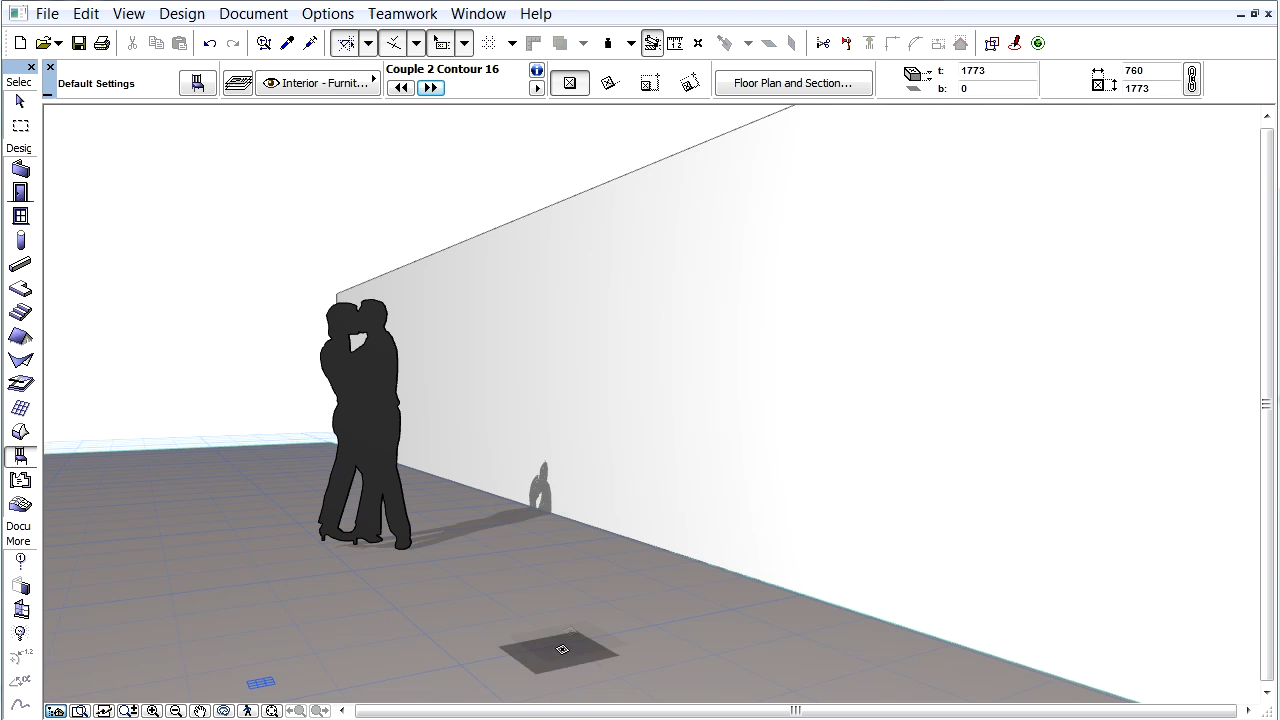 File Edit View Design Document Options Teamwork Window Help
Selec
Default Settings
Interior - Furnit...
Couple 2 Contour 16
Floor Plan and Section...
t: 1773
b: 0
760
1773
Desig
Docu
More